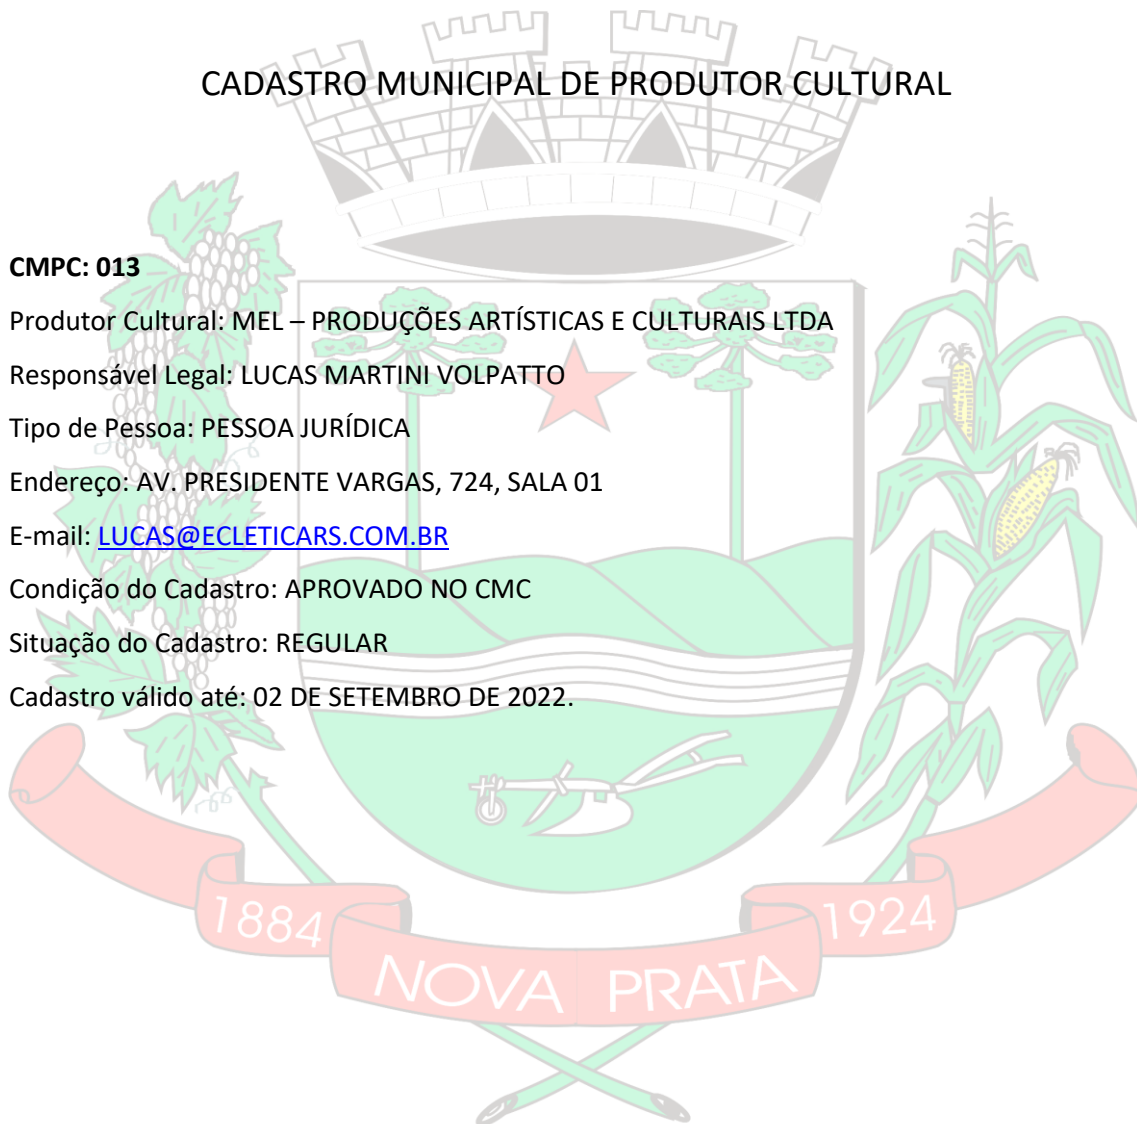 CADASTRO MUNICIPAL DE PRODUTOR CULTURAL
CMPC: 013
Produtor Cultural: MEL – PRODUÇÕES ARTÍSTICAS E CULTURAIS LTDA
Responsável Legal: LUCAS MARTINI VOLPATTO
Tipo de Pessoa: PESSOA JURÍDICA
Endereço: AV. PRESIDENTE VARGAS, 724, SALA 01
E-mail: LUCAS@ECLETICARS.COM.BR
Condição do Cadastro: APROVADO NO CMC
Situação do Cadastro: REGULAR
Cadastro válido até: 02 DE SETEMBRO DE 2022.
1884
1924
NOVA PRATA